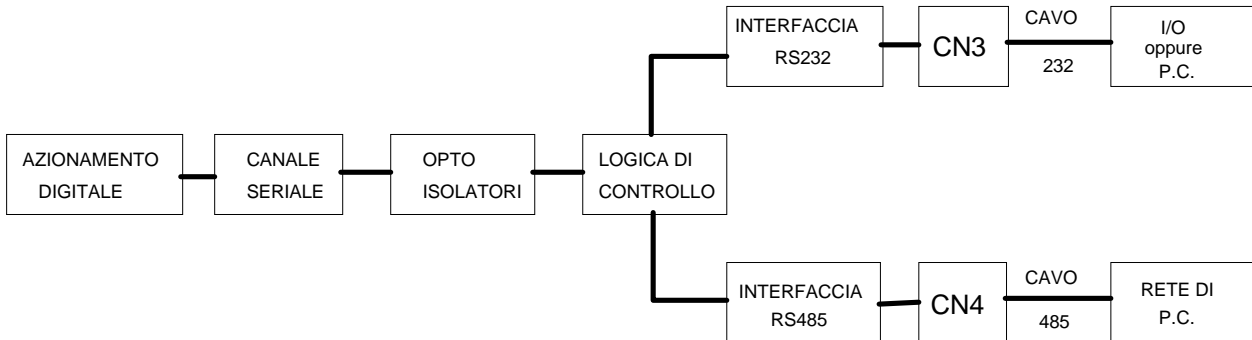 INTERFACCIA
RS232
CN3
CAVO
232
I/O
oppure
P.C.
AZIONAMENTO
DIGITALE
CANALE
SERIALE
OPTO
ISOLATORI
LOGICA DI
CONTROLLO
INTERFACCIA
RS485
CN4
CAVO
485
RETE DI
P.C.